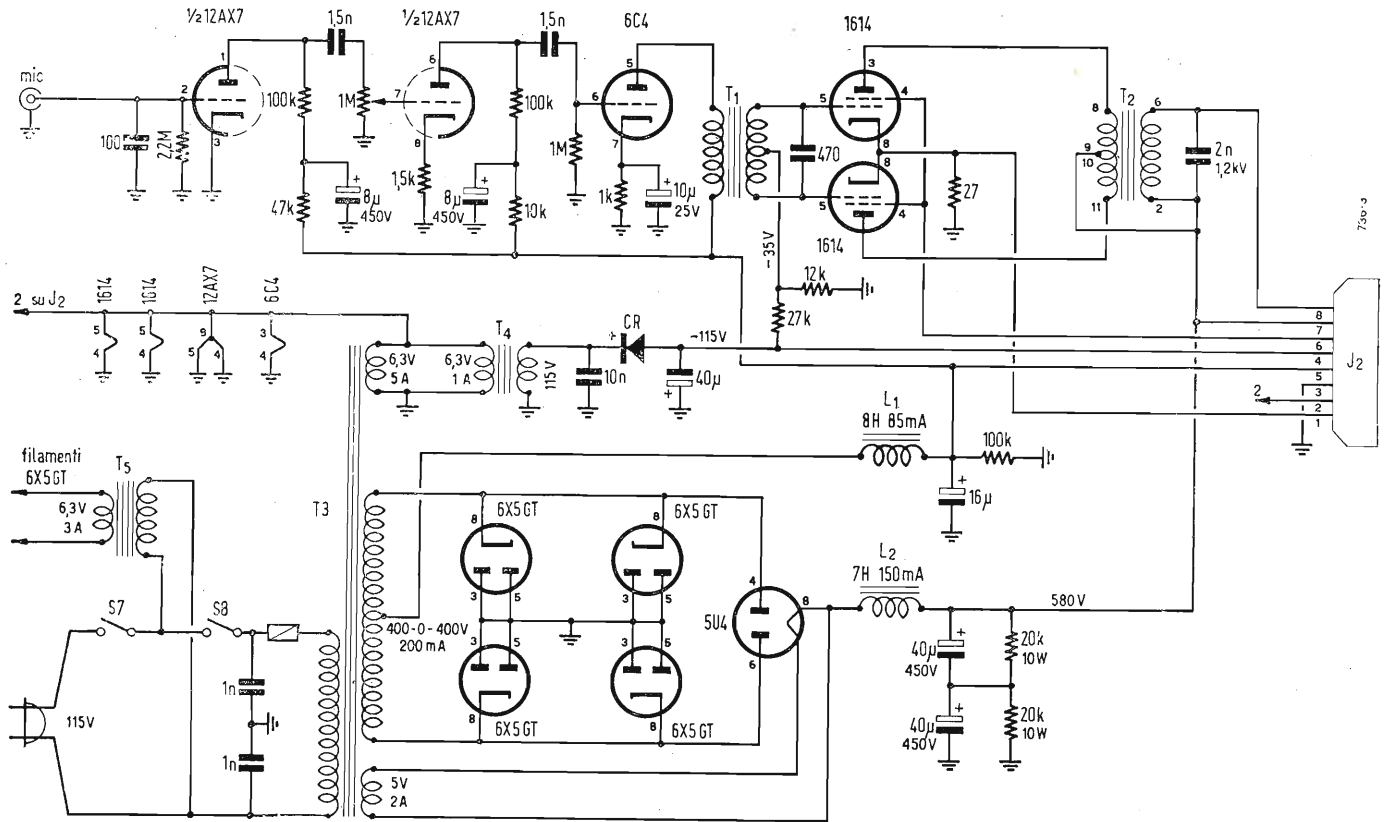 ½12AX7
½12AX7
6C4
1614
mic
1
2
3
100
2,2M
100k
47k
1,5n
1M
8µ
450V
+
6
7
8
1,5k
100k
10k
8µ
450V
+
1,5n
1M
5
6
7
1k
10µ
25V
+
T1
470
3
5
4
8
8
5
4
1614
27
-35V
12k
27k
T2
8
9
10
11
6
2
2n
1,2kV
736-3
2 su J2
1614
5
4
1614
5
4
12AX7
9
5
4
6C4
3
4
6,3V
5A
T4
6,3V
1A
115V
10n
+
CR
-115V
40µ
+
8
7
6
4
5
3
2
1
J2
2
L1
8H 85mA
100k
16µ
+
filamenti
6X5GT
6,3V
3A
T5
T3
S7
S8
1n
1n
115V
400-0-400V
200mA
6X5GT
8
3
5
6X5GT
8
3
5
3
5
8
6X5GT
3
5
8
6X5GT
5U4
4
6
8
L2
7H 150mA
580V
40µ
450V
+
40µ
450V
+
20k
10W
20k
10W
5V
2A